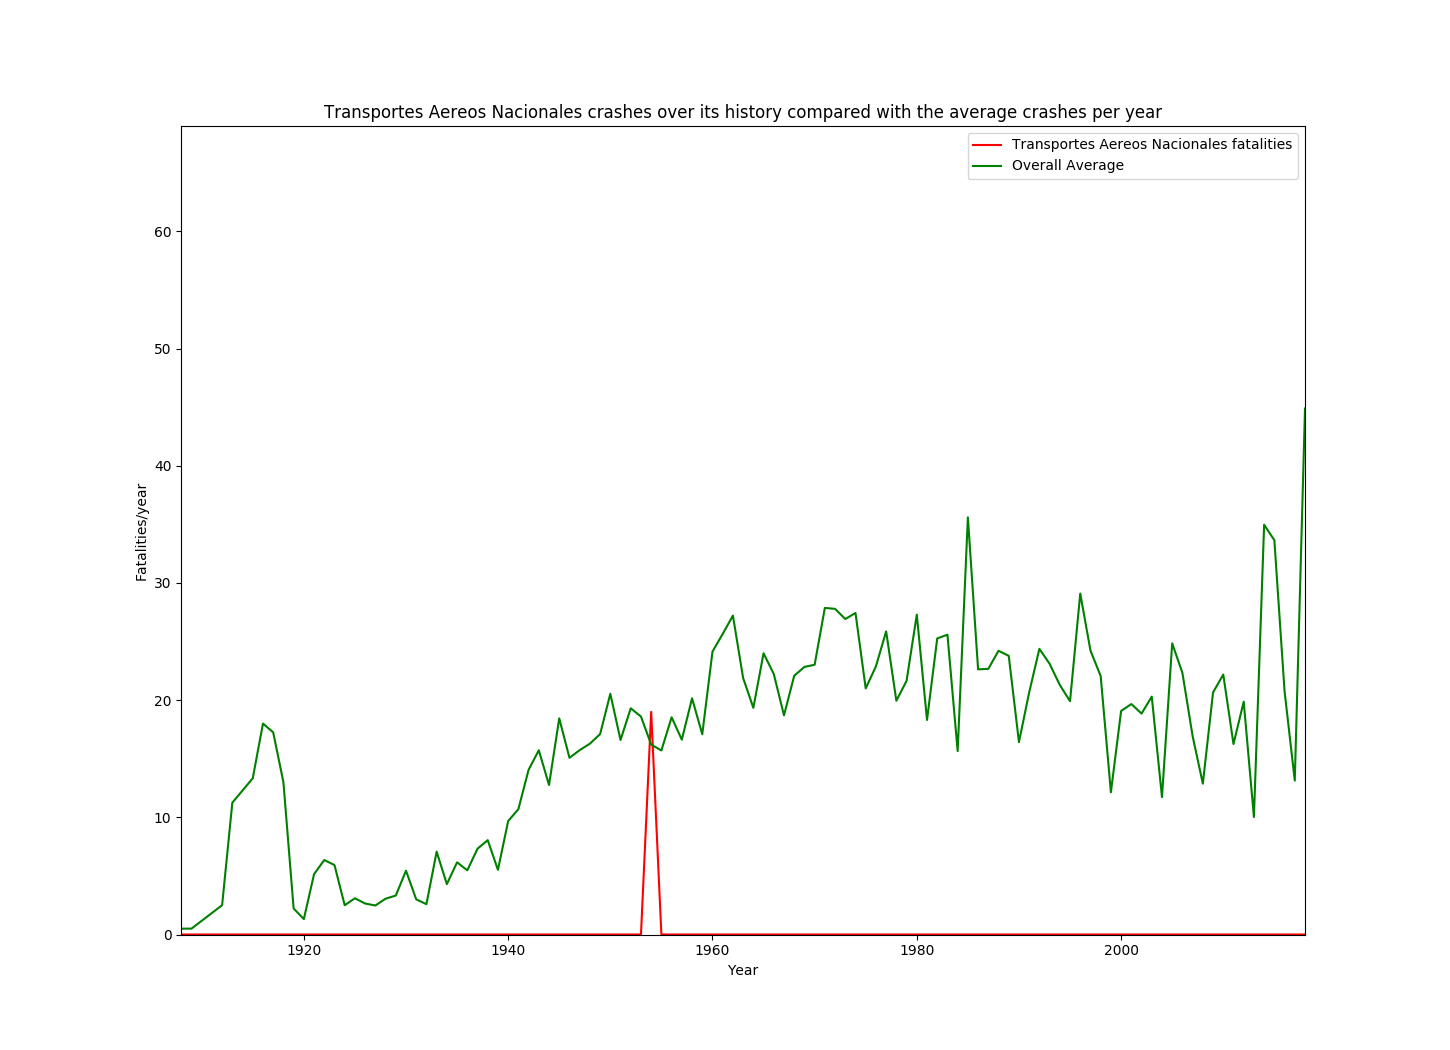 Transportes Aereos Nacionales crashes over its history compared with the average crashes per year
Transportes Aereos Nacionales fatalities
Overall Average
60
50
40
30
20
10
0
Fatalities/year
1920 1940 1960 1980 2000
Year